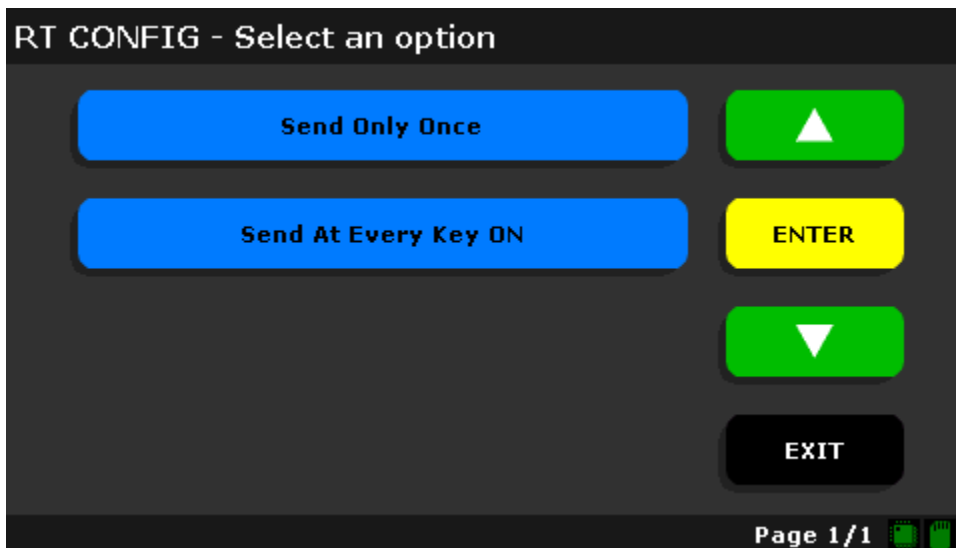 RT CONFIG - Select an option
Send Only Once
Send At Every Key ON
ENTER
EXIT
Page 1/1